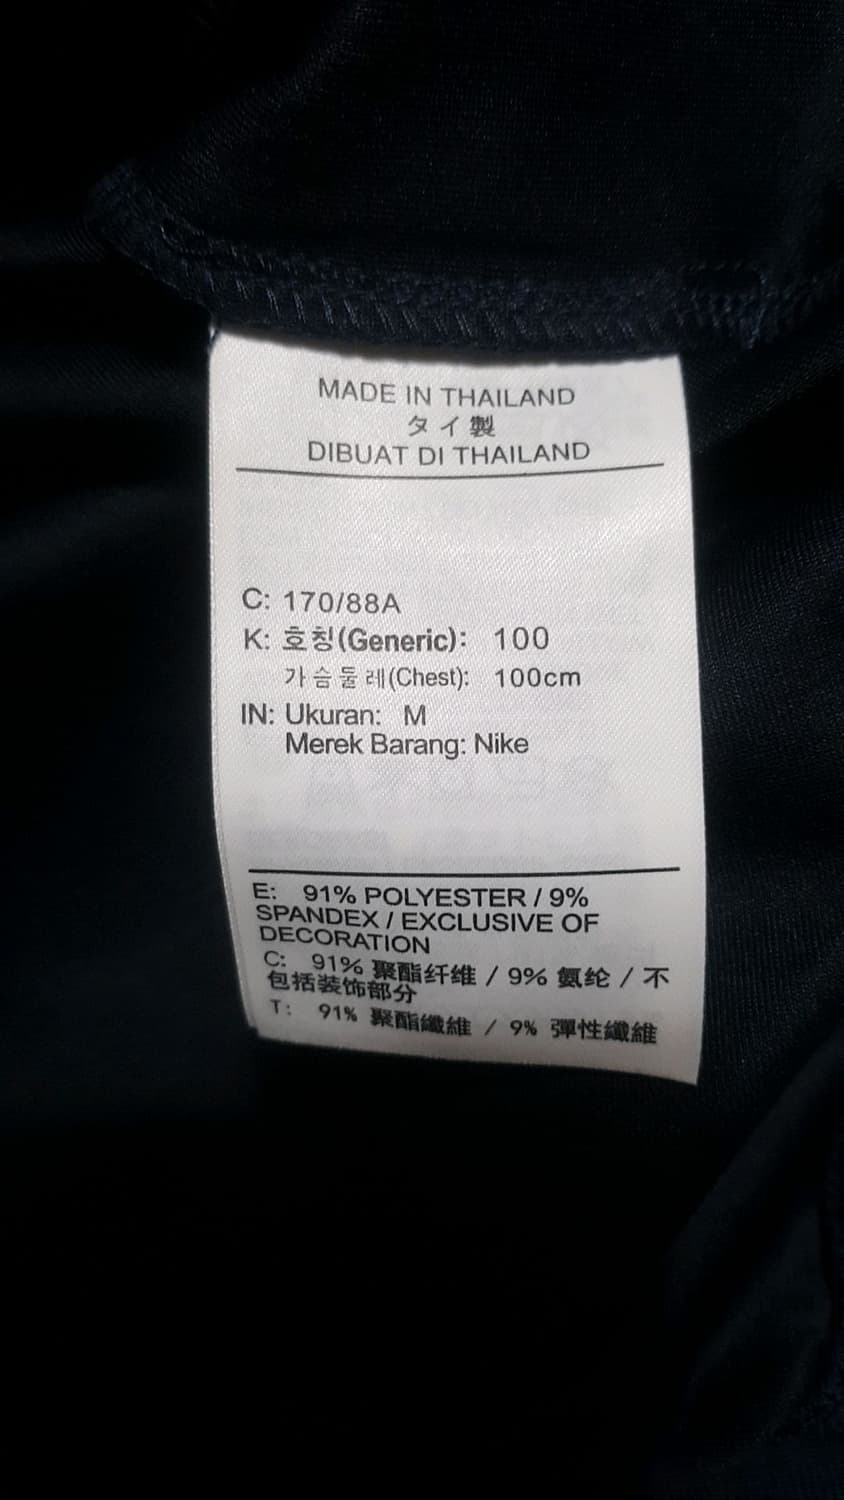 MADE IN THAILAND
タイ製
DIBUAT DI THAILAND
C: 170/88A
K: 호칭(Generic): 100
가슴둘레(Chest): 100cm
IN: Ukuran: M
Merek Barang: Nike
E: 91% POLYESTER / 9%
SPANDEX / EXCLUSIVE OF
DECORATION
C: 91% 聚酯纤维 / 9% 氨纶 / 不
包括装饰部分
T: 91% 聚酯纖維 / 9% 彈性纖維